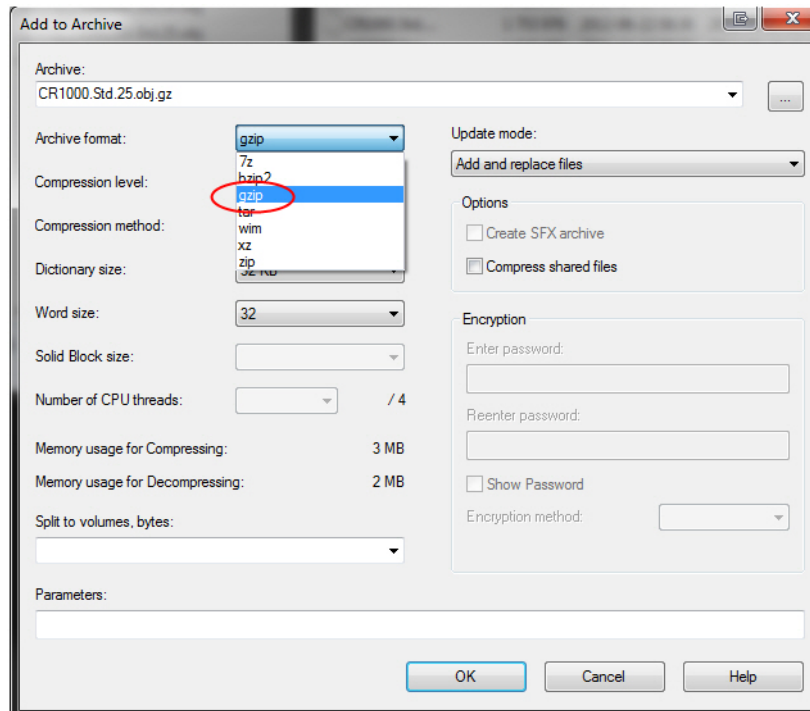 Add to Archive
Archive:
CR1000.Std.25.obj.gz
...
Archive format:
gzip
7z
bzip2
gzip
tar
wim
xz
zip
Compression level:
Compression method:
Dictionary size:
32 KB
Word size:
32
Solid Block size:
Number of CPU threads:
/ 4
Memory usage for Compressing:
3 MB
Memory usage for Decompressing:
2 MB
Split to volumes, bytes:
Update mode:
Add and replace files
Options
Create SFX archive
Compress shared files
Encryption
Enter password:
Reenter password:
Show Password
Encryption method:
Parameters:
OK
Cancel
Help